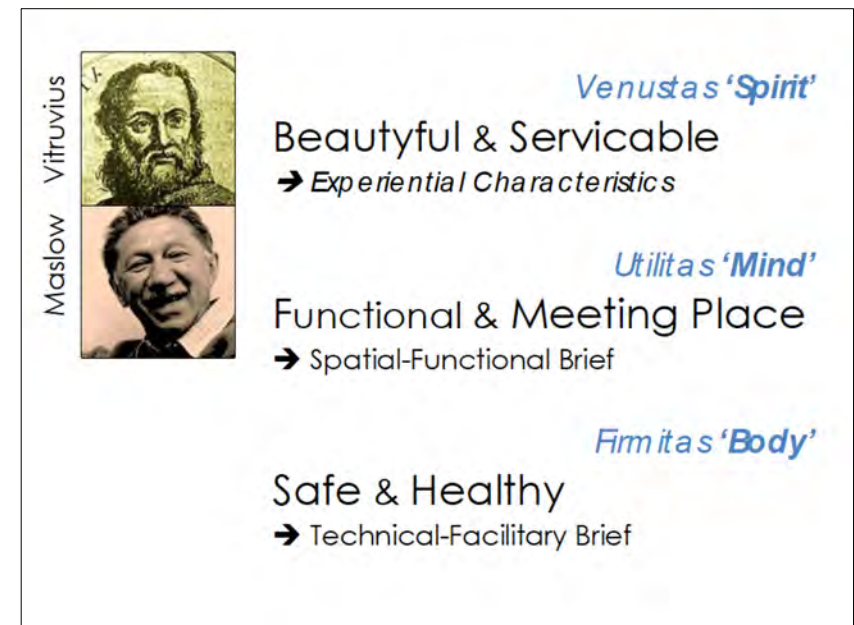 Vitruvius
Maslow
Venustas ‘Spirit’
Beautyful & Servicable
➔ Experiential Characteristics
Utilitas ‘Mind’
Functional & Meeting Place
➔ Spatial-Functional Brief
Firmitas ‘Body’
Safe & Healthy
➔ Technical-Facilitary Brief